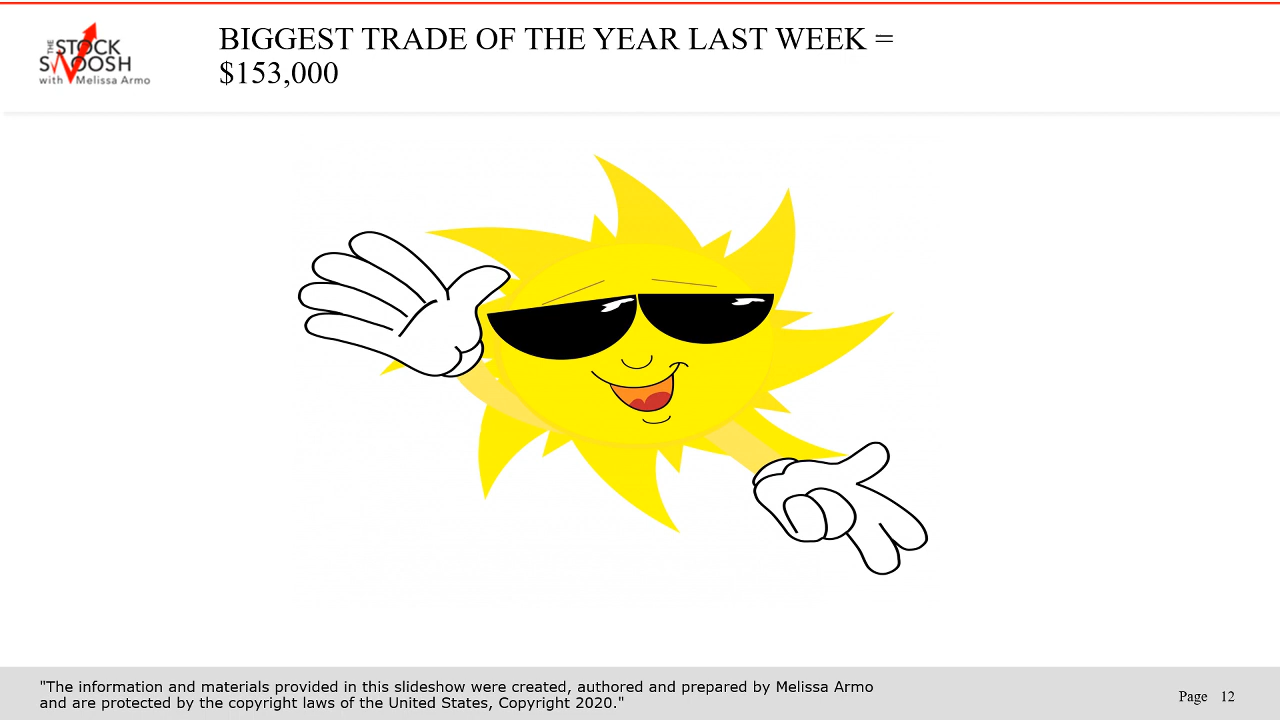 THE STOCK
SWOOSH
with Melissa Armo
BIGGEST TRADE OF THE YEAR LAST WEEK =
$153,000
"The information and materials provided in this slideshow were created, authored and prepared by Melissa Armo
and are protected by the copyright laws of the United States, Copyright 2020."
Page 12